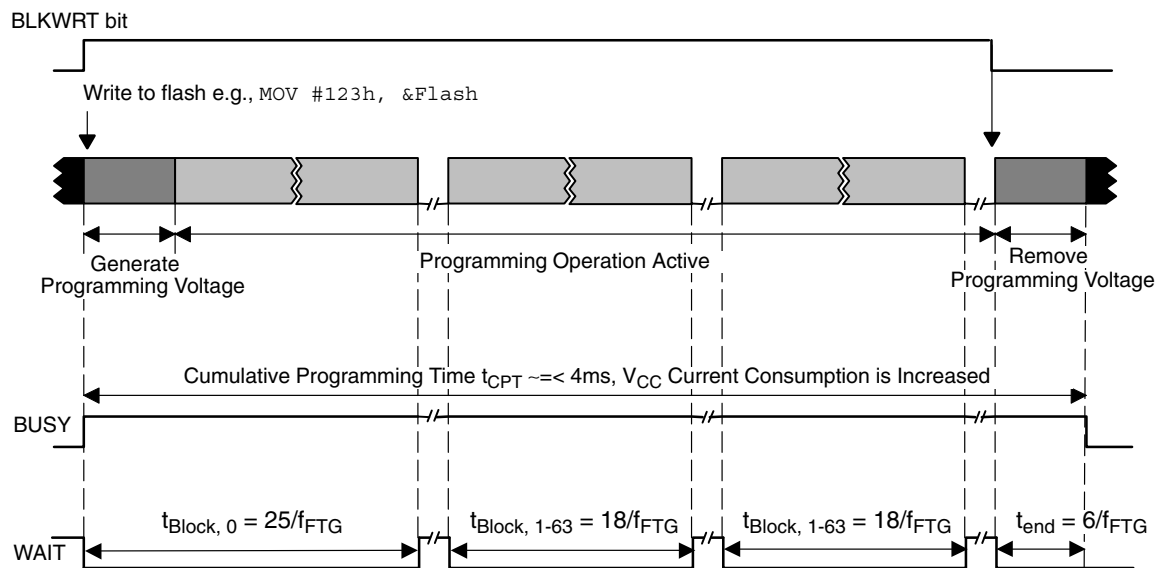 BLKWRT bit
Write to flash e.g., MOV #123h, &Flash
Generate
Programming Voltage
Programming Operation Active
Remove
Programming Voltage
Cumulative Programming Time tCPT ~=< 4ms, VCC Current Consumption is Increased
BUSY
tBlock, 0 = 25/fFTG
tBlock, 1-63 = 18/fFTG
tBlock, 1-63 = 18/fFTG
tend = 6/fFTG
WAIT